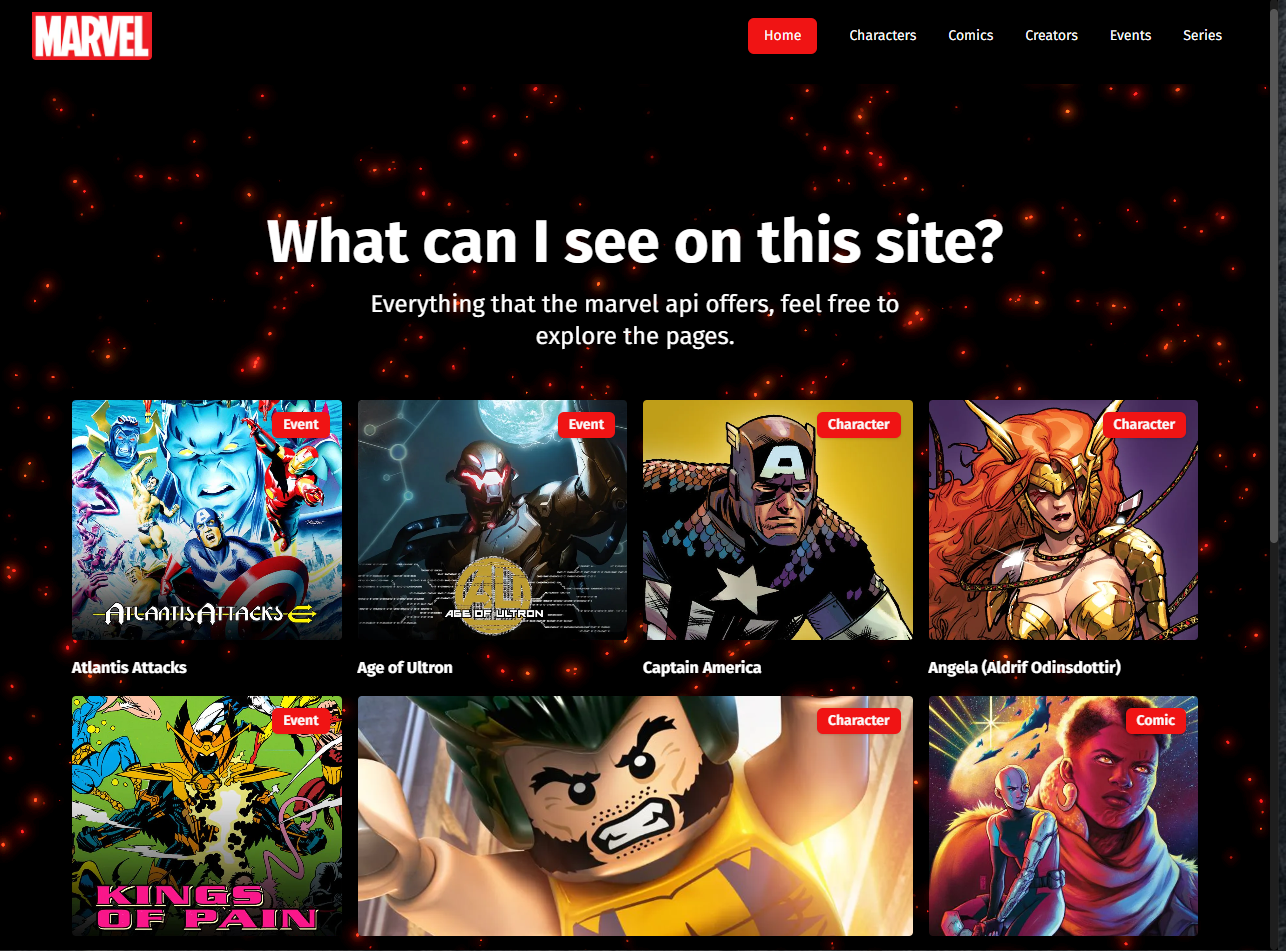 MARVEL
Home Characters Comics Creators Events Series
What can I see on this site?
Everything that the marvel api offers, feel free to
explore the pages.
Event
Event
Character
Character
ATLANTIS ATTACKS
AU
AGE OF ULTRON
A
Atlantis Attacks
Age of Ultron
Captain America
Angela (Aldrif Odinsdottir)
Event
Character
Comic
KINGS
OF PAIN